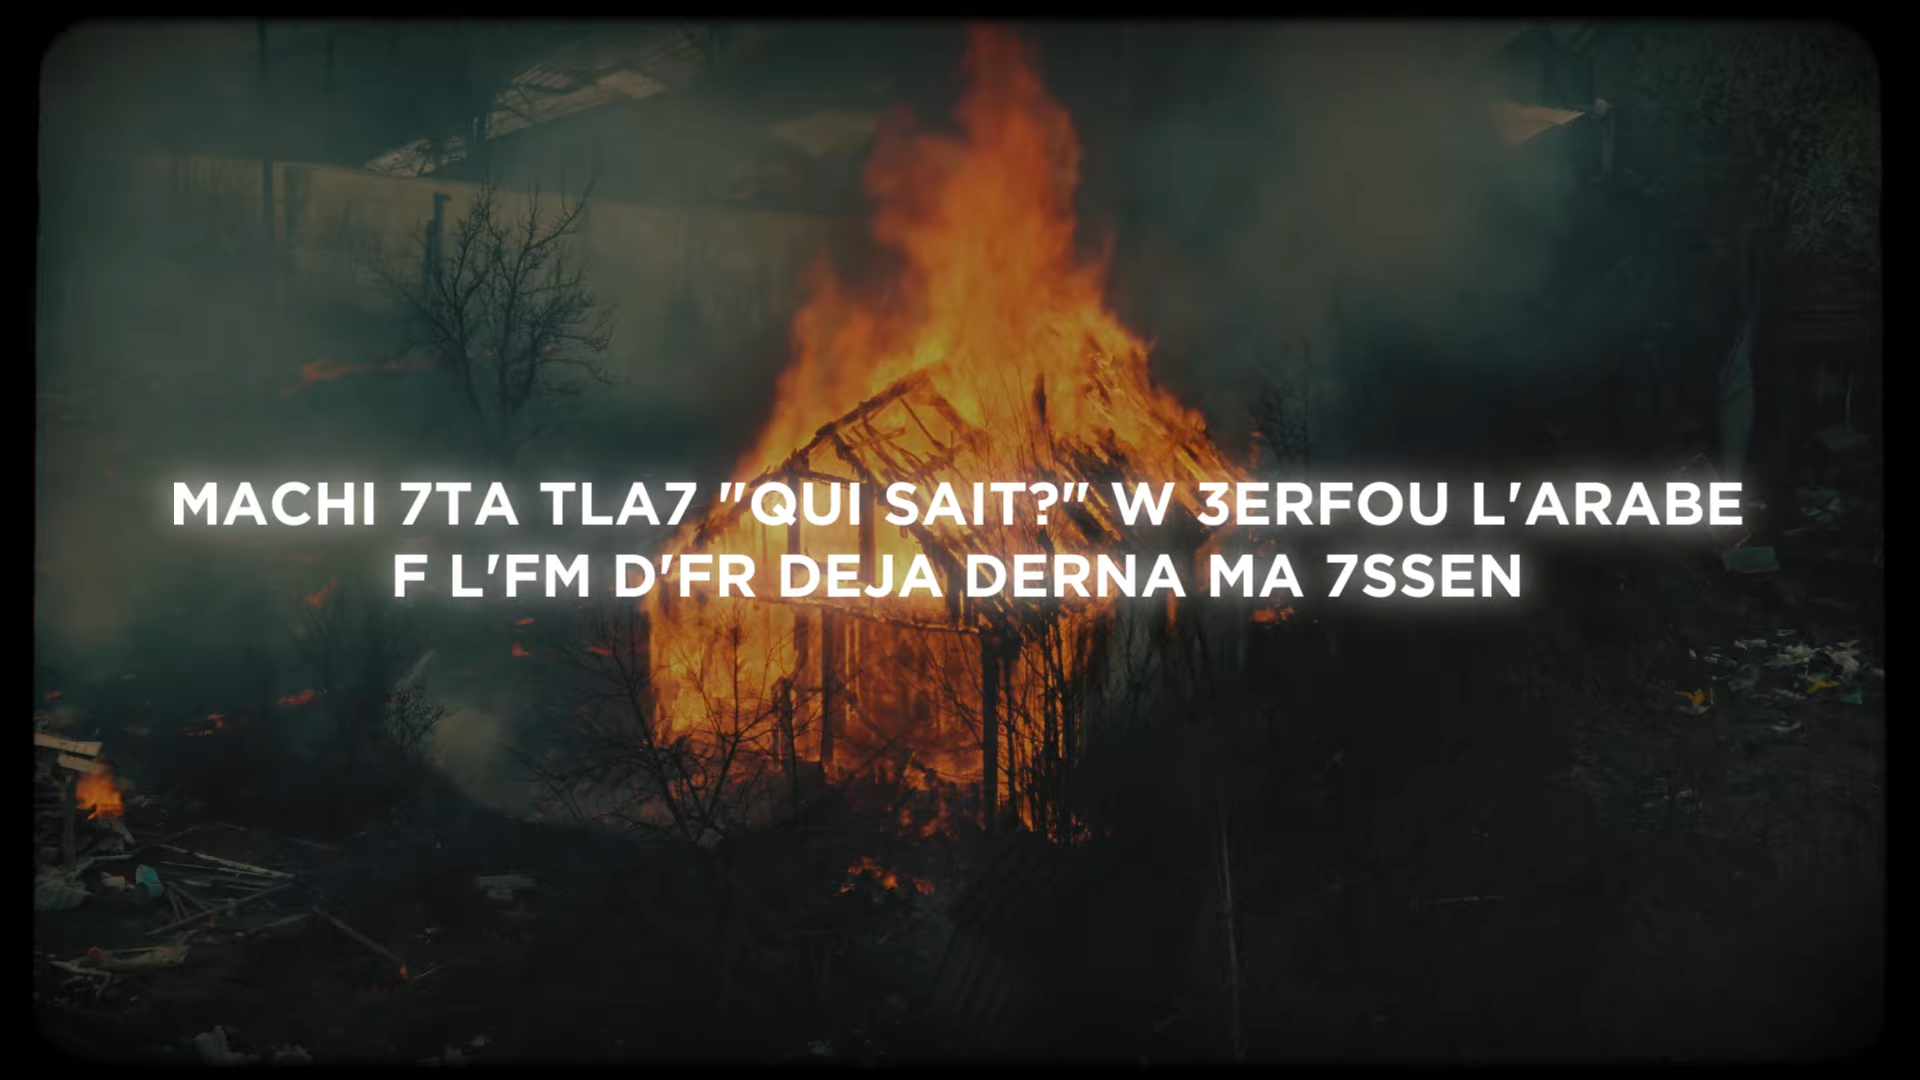 MACHI 7TA TLA7 "QUI SAIT?" W 3ERFOU L'ARABE
F L'FM D'FR DEJA DERNA MA 7SSEN